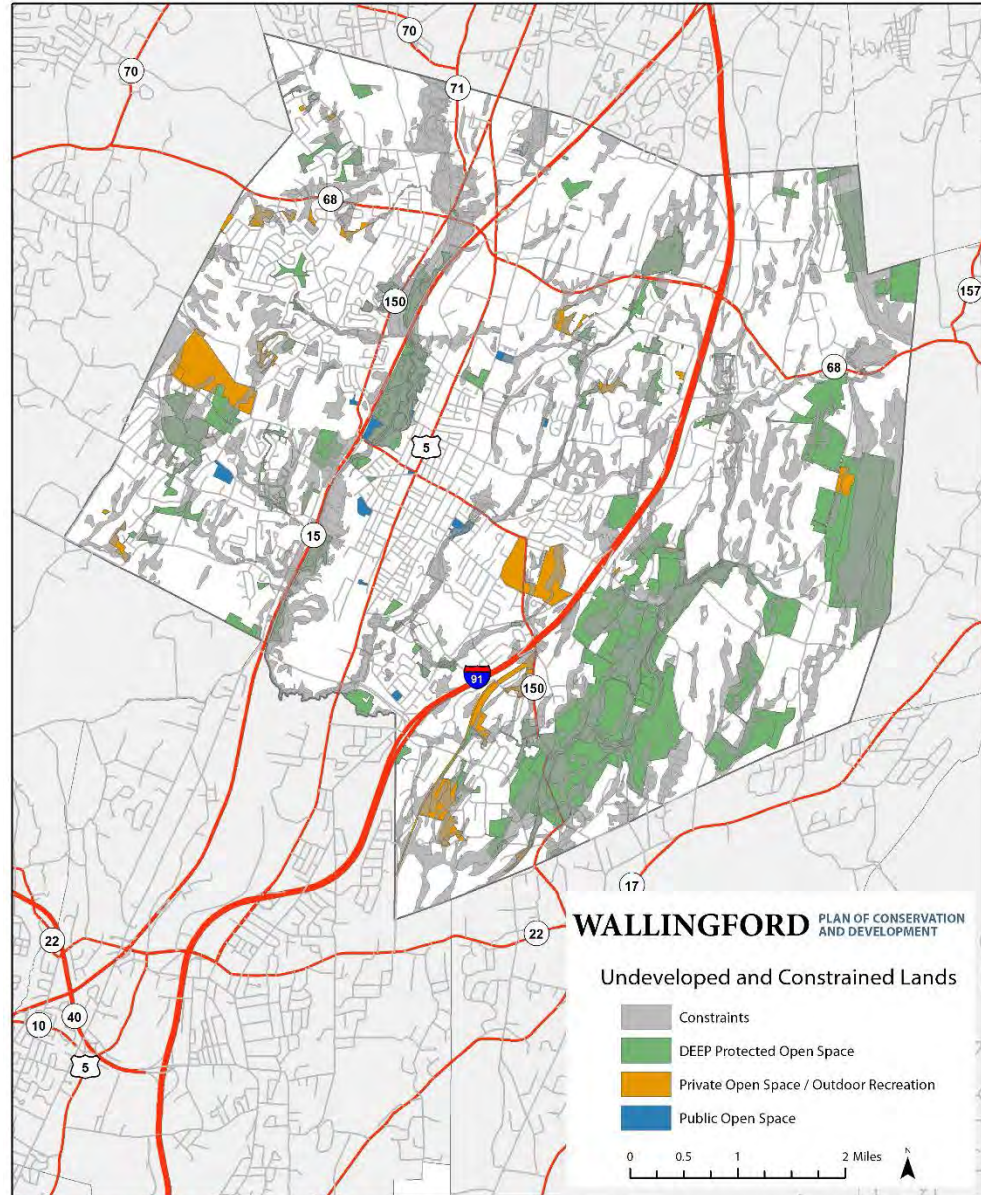 70
70
71
68
150
157
68
5
15
91
150
17
22
22
40
10
5
WALLINGFORD PLAN OF CONSERVATION
AND DEVELOPMENT
Undeveloped and Constrained Lands
Constraints
DEEP Protected Open Space
Private Open Space / Outdoor Recreation
Public Open Space
0 0.5 1 2 Miles
N